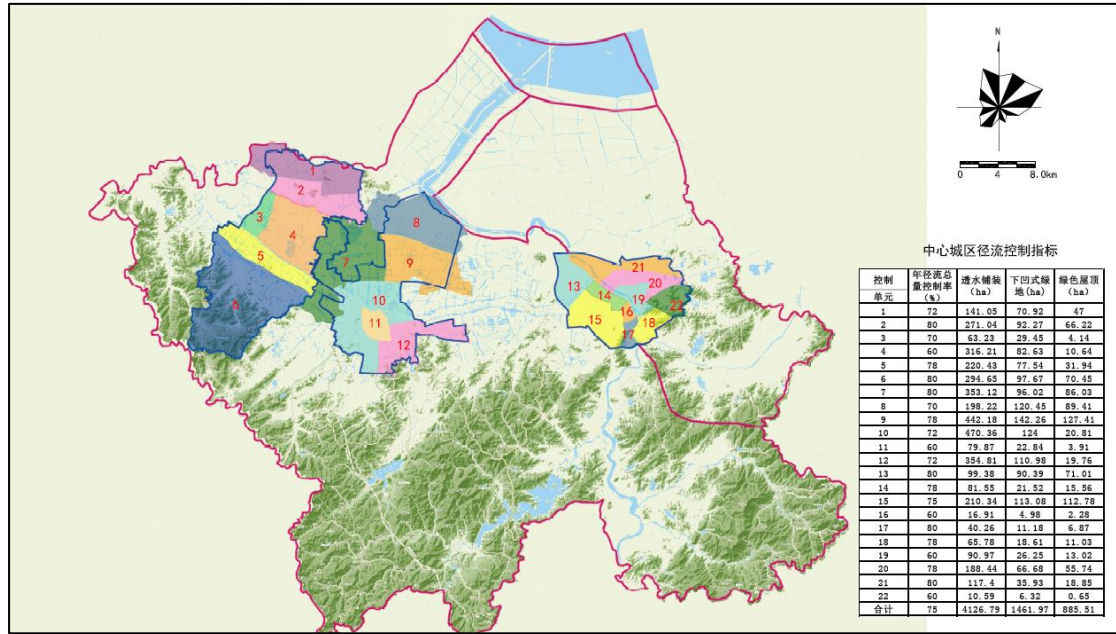 N
0 4 8.0km
中心城区径流控制指标
控制单元 年径流总量控制率(%) 透水铺装(ha) 下凹式绿地(ha) 绿色屋顶(ha)
1 72 141.05 70.92 47
2 80 271.04 92.27 66.22
3 70 63.23 29.45 4.14
4 60 316.21 82.63 10.64
5 78 220.43 77.54 31.94
6 80 294.65 97.67 70.45
7 80 353.12 96.02 86.03
8 70 198.22 120.45 89.41
9 78 442.18 142.26 127.41
10 72 470.36 124 20.81
11 60 79.87 22.84 3.91
12 72 354.81 110.98 19.76
13 80 99.38 90.39 71.01
14 78 81.55 21.52 15.56
15 75 210.34 113.08 112.78
16 60 16.91 4.98 2.28
17 80 40.26 11.18 6.87
18 78 65.78 18.61 11.03
19 60 90.97 26.25 13.02
20 78 188.44 66.68 55.74
21 80 117.4 35.93 18.85
22 60 10.59 6.32 0.65
合计 75 4126.79 1461.97 885.51
1
2
3
4
5
6
7
8
9
10
11
12
13
14
15
16
17
18
19
20
21
22